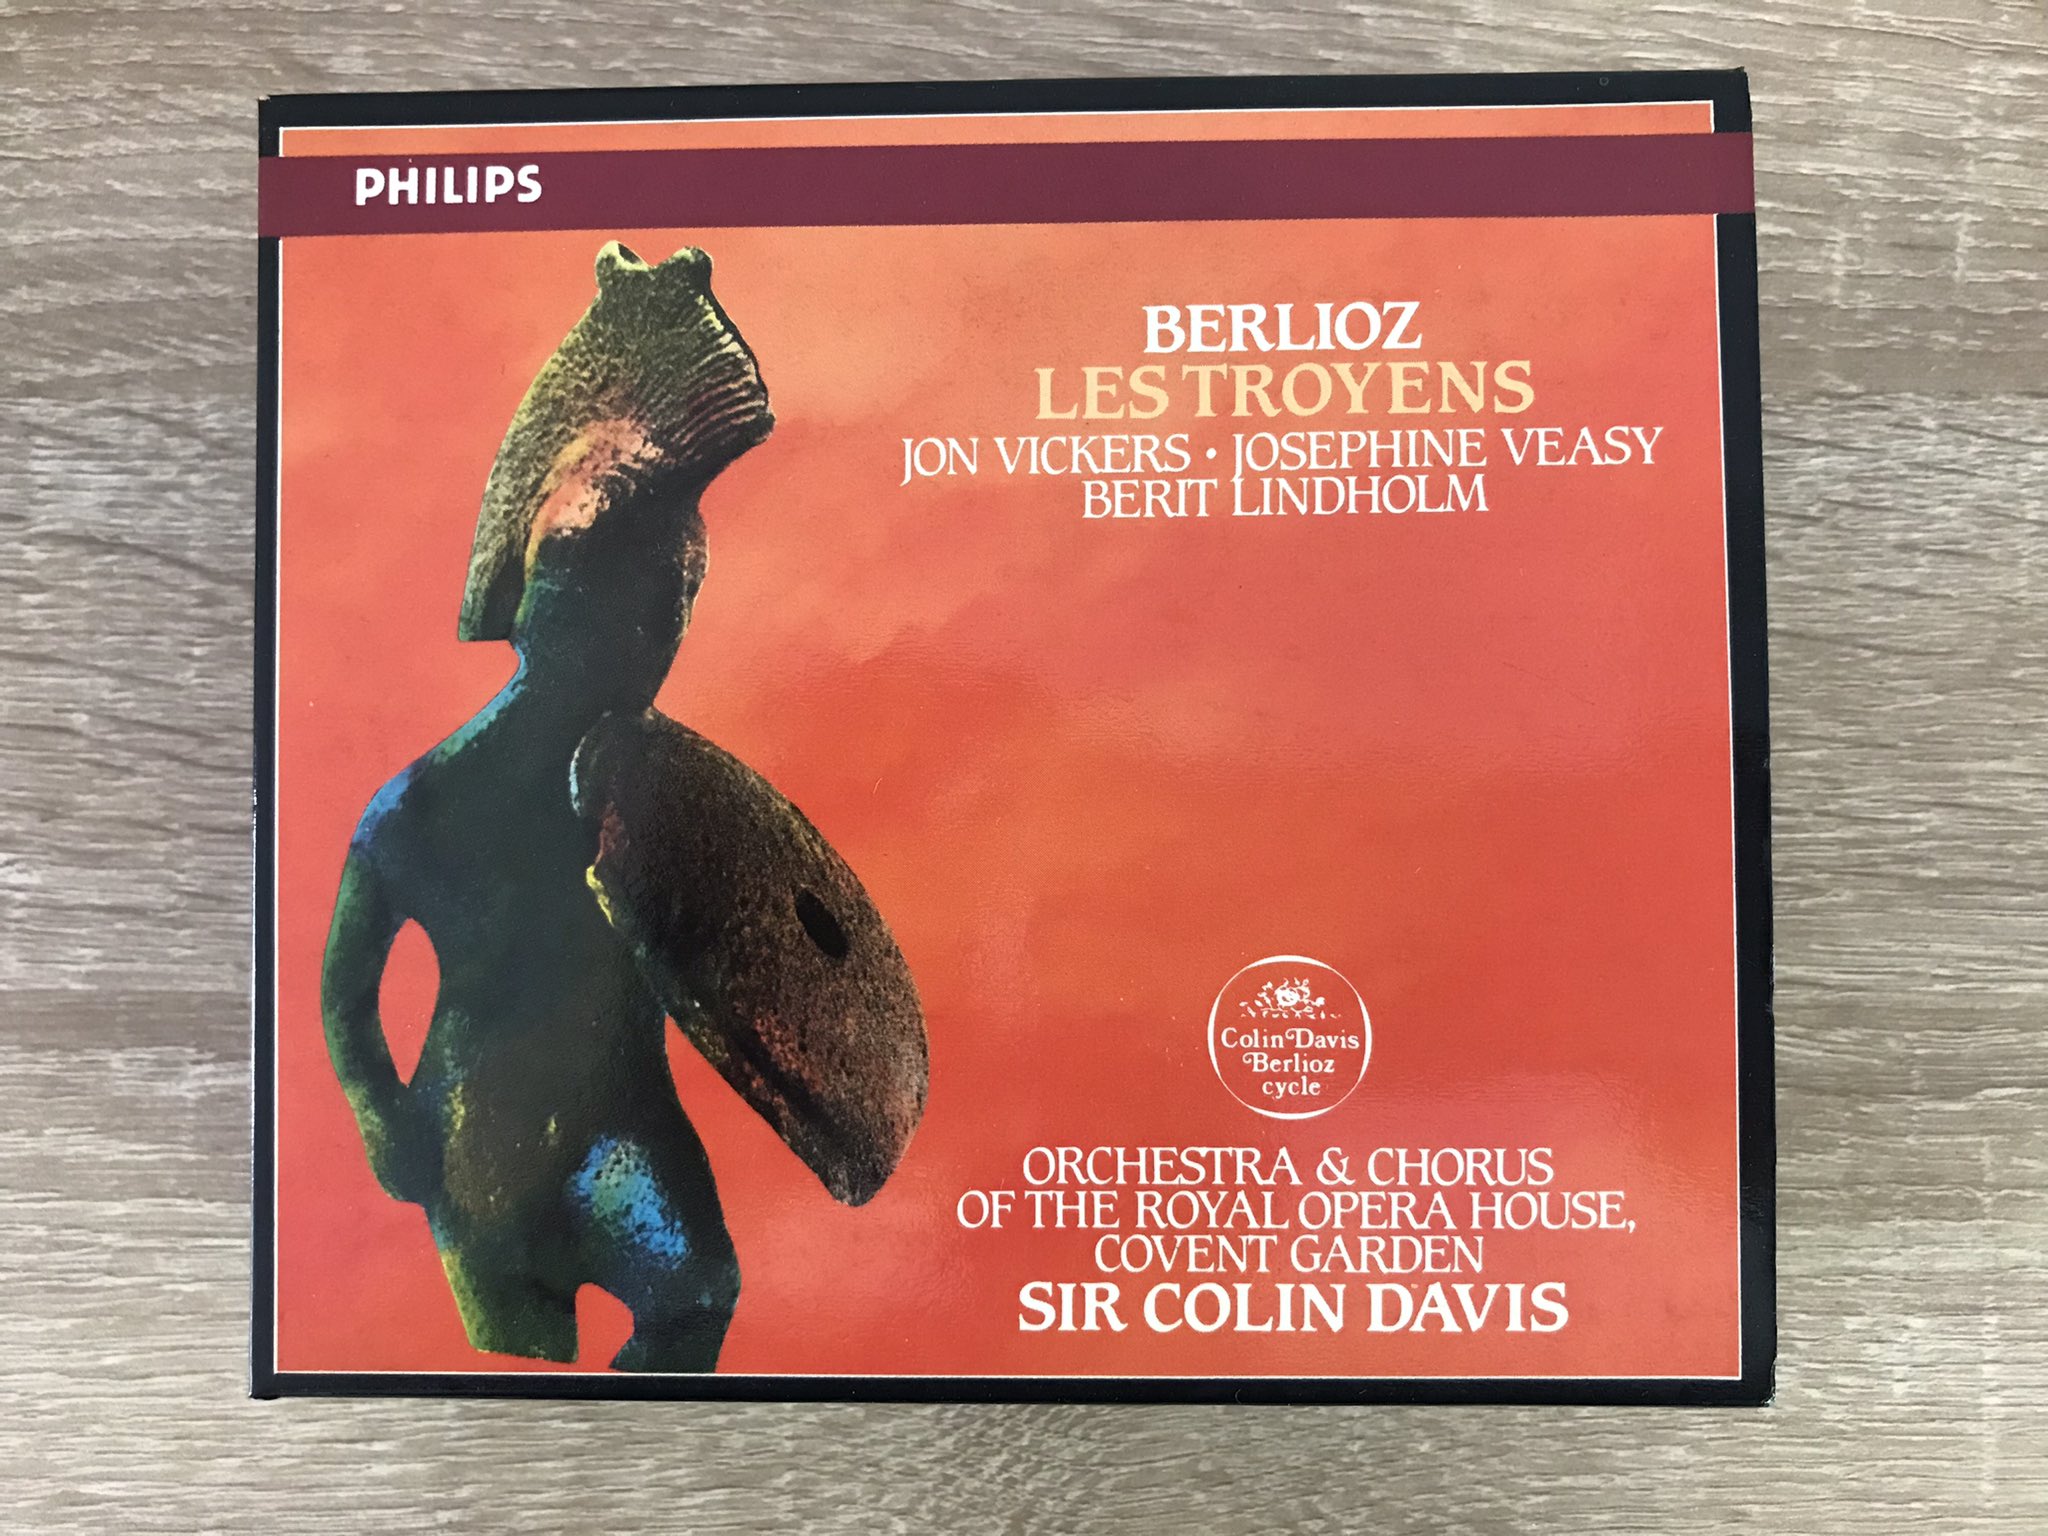 PHILIPS
BERLIOZ
LES TROYENS
JON VICKERS • JOSEPHINE VEASY
BERIT LINDHOLM
Colin Davis
Berlioz
cycle
ORCHESTRA & CHORUS
OF THE ROYAL OPERA HOUSE,
COVENT GARDEN
SIR COLIN DAVIS